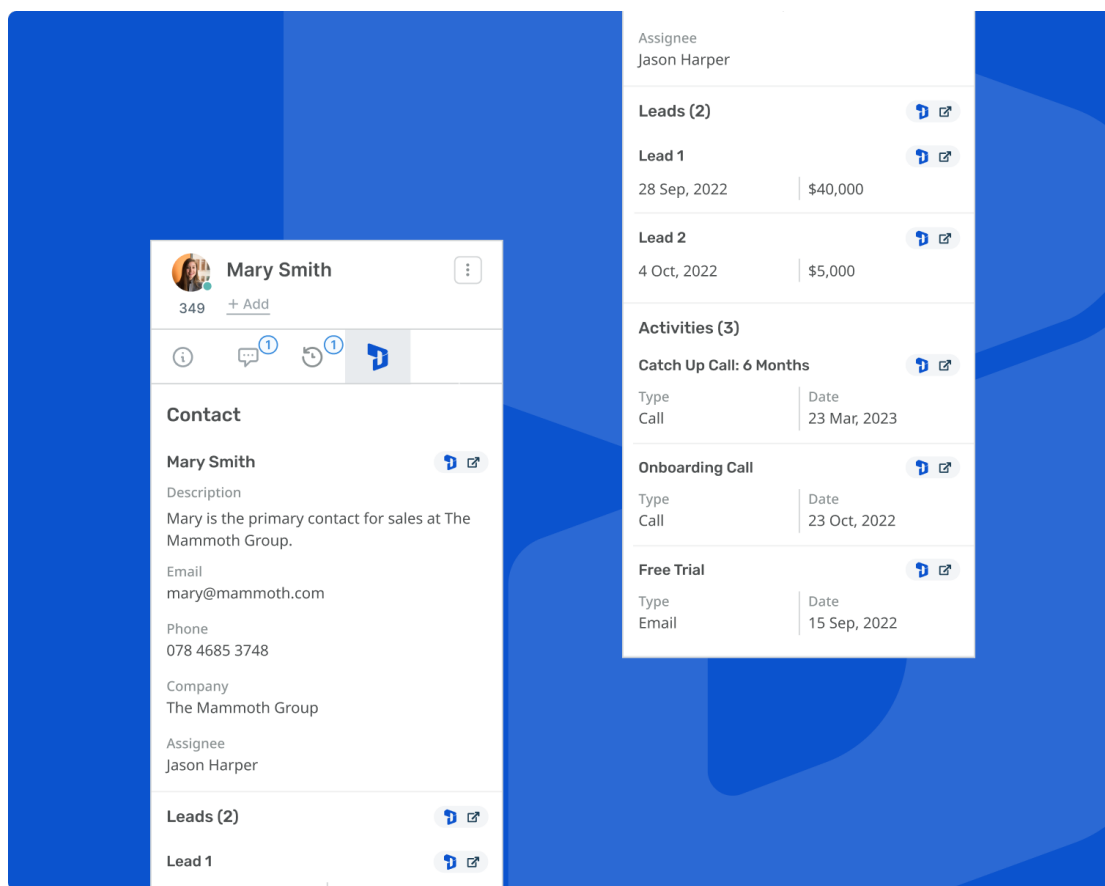 Mary Smith
349
+ Add
1
1
Contact
Mary Smith
Description
Mary is the primary contact for sales at The
Mammoth Group.
Email
mary@mammoth.com
Phone
078 4685 3748
Company
The Mammoth Group
Assignee
Jason Harper
Leads (2)
Lead 1
Assignee
Jason Harper
Leads (2)
Lead 1
28 Sep, 2022 $40,000
Lead 2
4 Oct, 2022 $5,000
Activities (3)
Catch Up Call: 6 Months
Type Date
Call 23 Mar, 2023
Onboarding Call
Type Date
Call 23 Oct, 2022
Free Trial
Type Date
Email 15 Sep, 2022